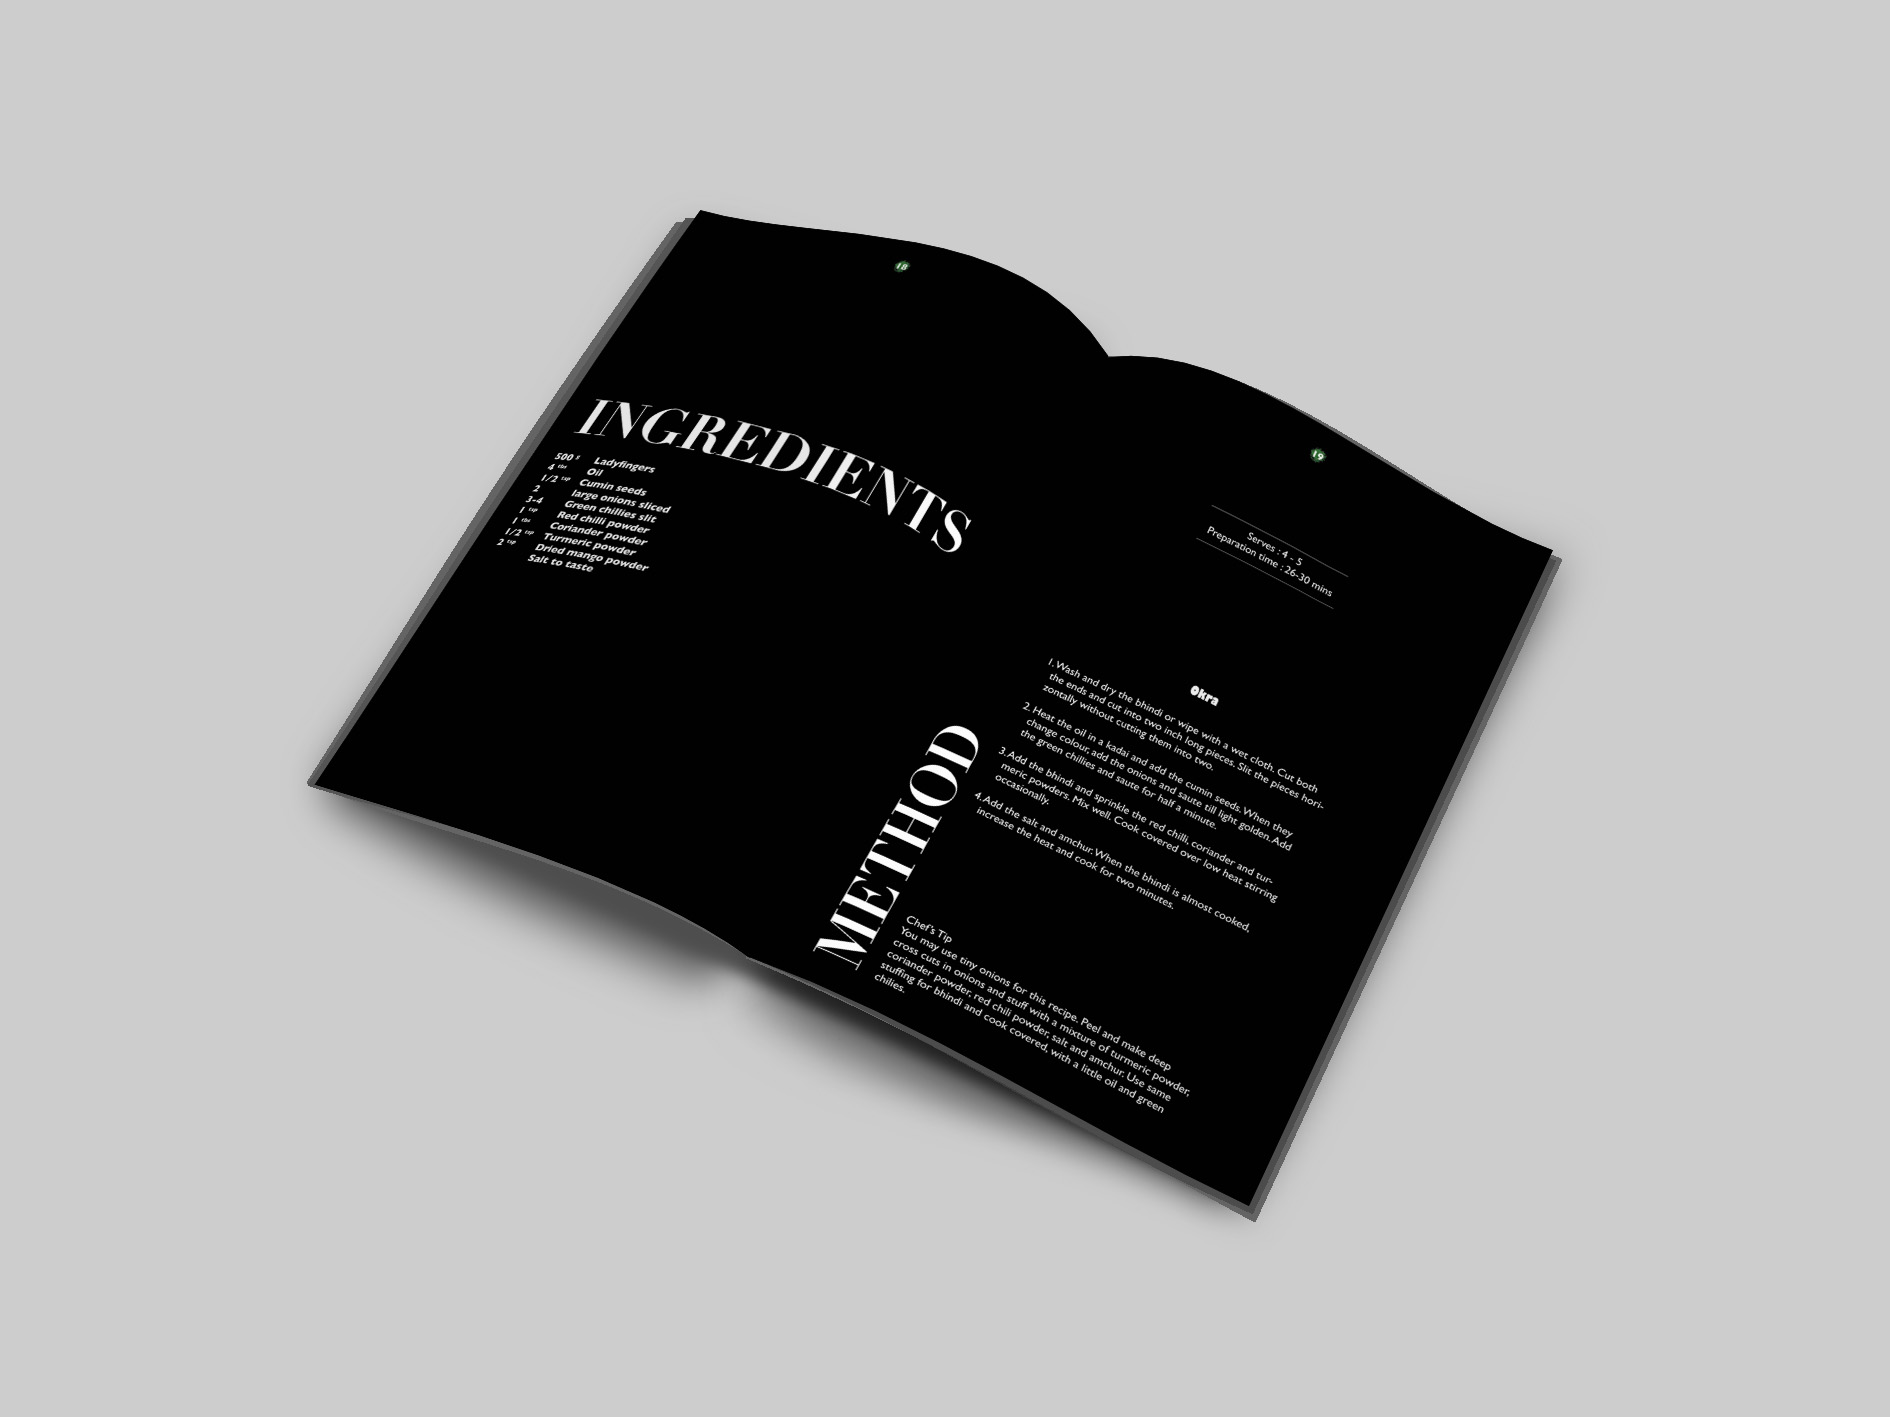 18
INGREDIENTS
500 g Ladyfingers
4 tbs Oil
1/2 tsp Cumin seeds
2 large onions sliced
3-4 Green chillies slit
1 tsp Red chilli powder
1 tbs Coriander powder
1/2 tsp Turmeric powder
2 tsp Dried mango powder
Salt to taste
19
Serves : 4 - 5
Preparation time : 26-30 mins
Okra
METHOD
1. Wash and dry the bhindi or wipe with a wet cloth. Cut both
the ends and cut into two inch long pieces. Slit the pieces hori-
zontally without cutting them into two.
2. Heat the oil in a kadai and add the cumin seeds. When they
change colour, add the onions and saute till light golden. Add
the green chillies and saute for half a minute.
3. Add the bhindi and sprinkle the red chilli, coriander and tur-
meric powders. Mix well. Cook covered over low heat stirring
occasionally.
4. Add the salt and amchur. When the bhindi is almost cooked,
increase the heat and cook for two minutes.
Chef's Tip
You may use tiny onions for this recipe. Peel and make deep
cross cuts in onions and stuff with a mixture of turmeric powder,
coriander powder, red chili powder, salt and amchur. Use same
stuffing for bhindi and cook covered, with a little oil and green
chilies.